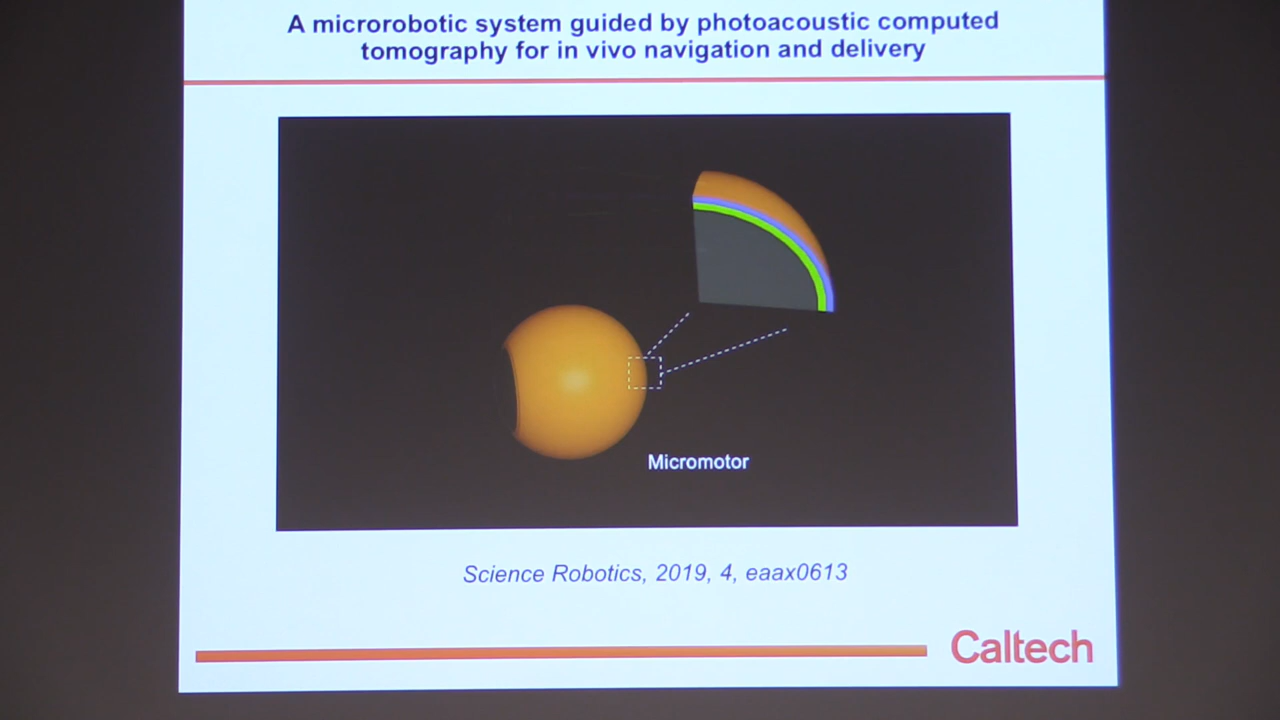 A microrobotic system guided by photoacoustic computed
tomography for in vivo navigation and delivery
Micromotor
Science Robotics, 2019, 4, eaax0613
Caltech